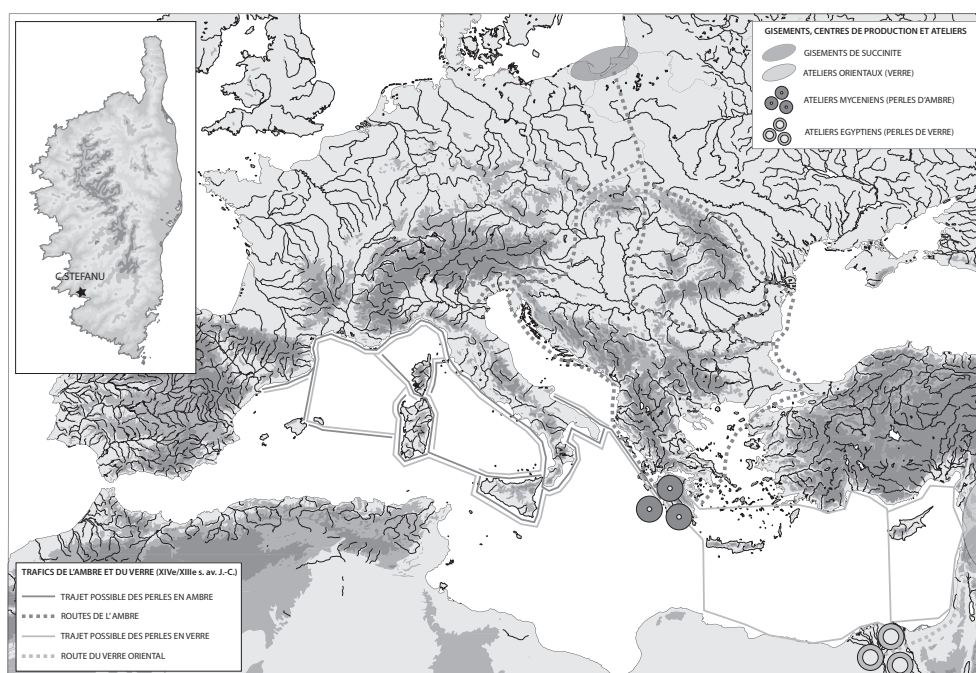 C.STEFANU
GISEMENTS, CENTRES DE PRODUCTION ET ATELIERS
GISEMENTS DE SUCCINITE
ATELIERS ORIENTAUX (VERRE)
ATELIERS MYCENIENS (PERLES D'AMBRE)
ATELIERS EGYPTIENS (PERLES DE VERRE)
TRAFICS DE L'AMBRE ET DU VERRE (XIVe/XIIIe s. av. J.-C.)
TRAJET POSSIBLE DES PERLES EN AMBRE
ROUTES DE L'AMBRE
TRAJET POSSIBLE DES PERLES EN VERRE
ROUTE DU VERRE ORIENTAL